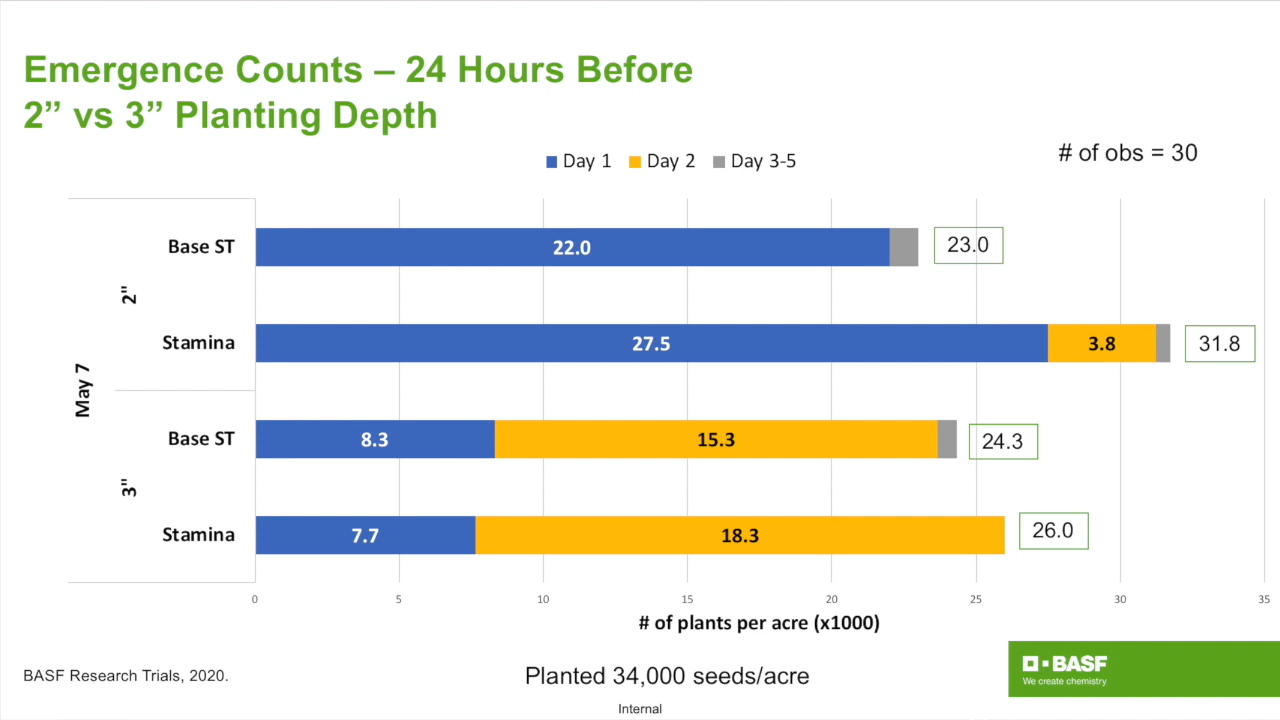 Emergence Counts – 24 Hours Before
2” vs 3” Planting Depth
Day 1 Day 2 Day 3-5
# of obs = 30
May 7
2"
Base ST 22.0 23.0
Stamina 27.5 3.8 31.8
3"
Base ST 8.3 15.3 24.3
Stamina 7.7 18.3 26.0
0 5 10 15 20 25 30 35
# of plants per acre (x1000)
BASF Research Trials, 2020.
Planted 34,000 seeds/acre
Internal
BASF
We create chemistry